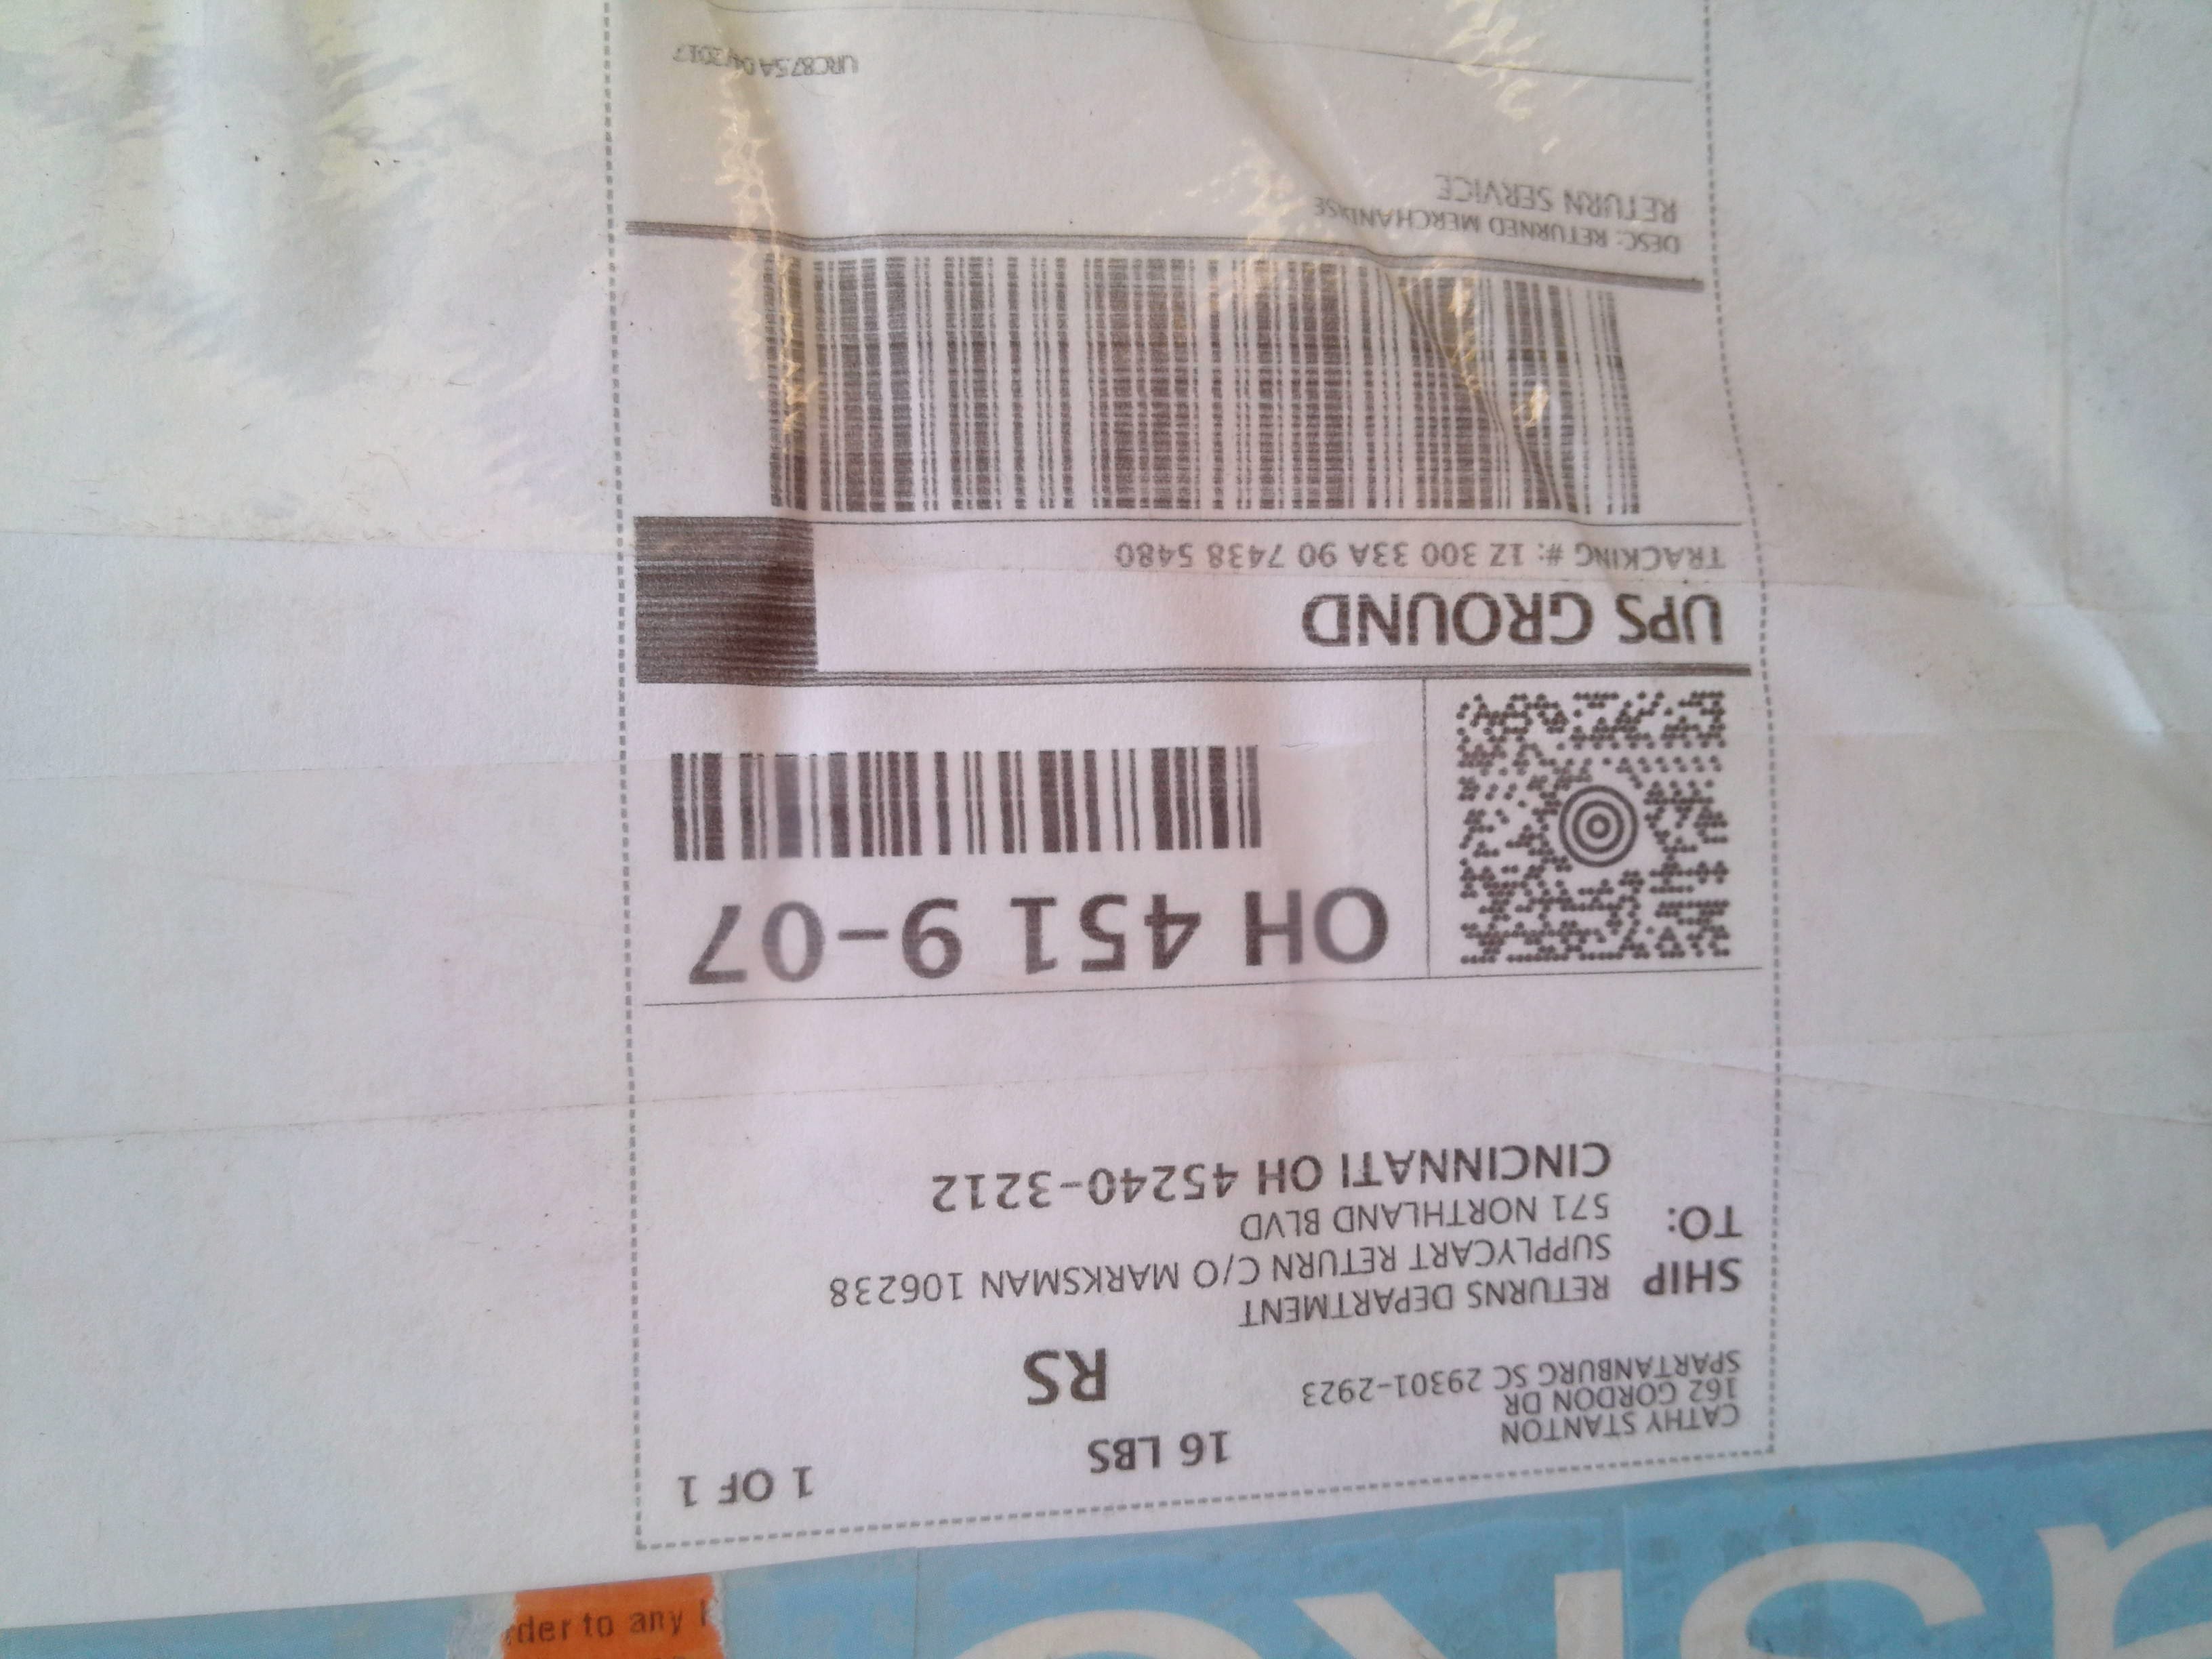 CATHY STANTON
162 GORDON DR
SPARTANBURG SC 29301-2923
16 LBS
1 OF 1
RS
SHIP
TO:
RETURNS DEPARTMENT
SUPPLYCART RETURN C/O MARKSMAN 106238
571 NORTHLAND BLVD
CINCINNATI OH 45240-3212
OH 451 9-07
UPS GROUND
TRACKING #: 1Z 300 33A 90 7438 5480
DESC: RETURNED MERCHANDISE
RETURN SERVICE
URC87.5A 04/2017
der to any